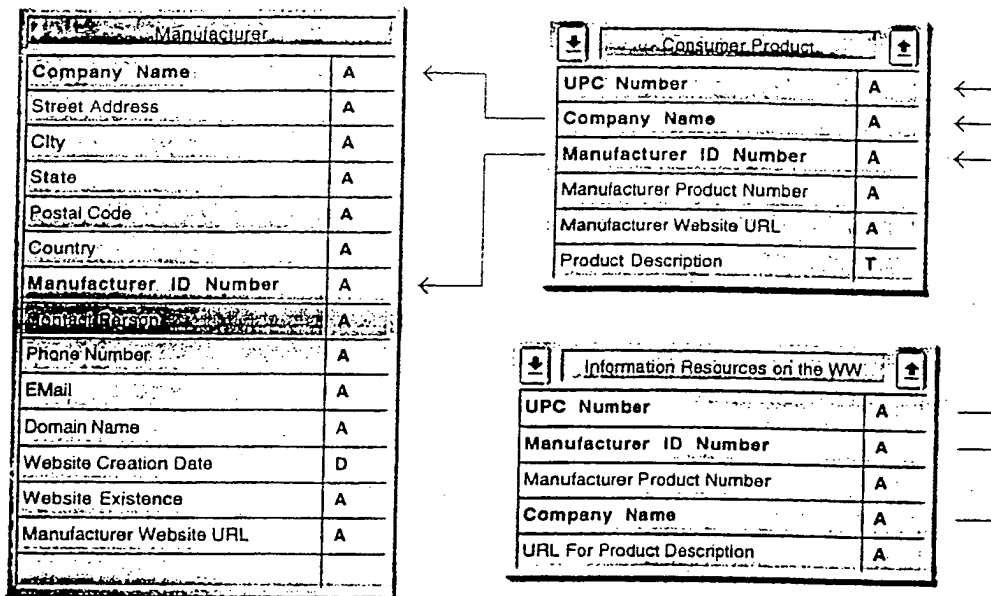 Manufacturer
Company Name A
Street Address A
City A
State A
Postal Code A
Country A
Manufacturer ID Number A
Contact Person A
Phone Number A
EMail A
Domain Name A
Website Creation Date D
Website Existence A
Manufacturer Website URL A
Consumer Product
UPC Number A
Company Name A
Manufacturer ID Number A
Manufacturer Product Number A
Manufacturer Website URL A
Product Description T
Information Resources on the WW
UPC Number A
Manufacturer ID Number A
Manufacturer Product Number A
Company Name A
URL For Product Description A